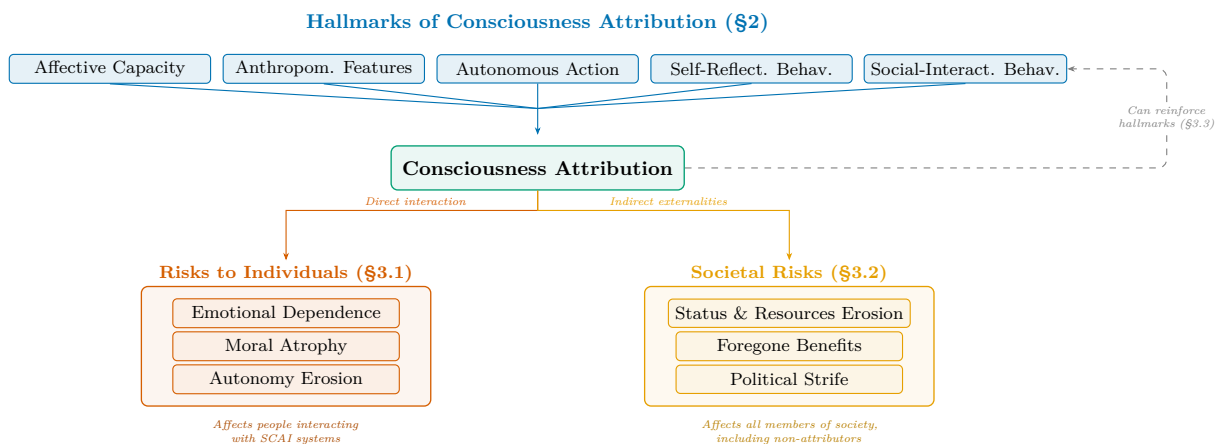 Hallmarks of Consciousness Attribution (§2)
Affective Capacity
Anthropom. Features
Autonomous Action
Self-Reflect. Behav.
Social-Interact. Behav.
Can reinforce
hallmarks (§3.3)
Consciousness Attribution
Direct interaction
Indirect externalities
Risks to Individuals (§3.1)
Emotional Dependence
Moral Atrophy
Autonomy Erosion
Affects people interacting
with SCAI systems
Societal Risks (§3.2)
Status & Resources Erosion
Foregone Benefits
Political Strife
Affects all members of society,
including non-attributors